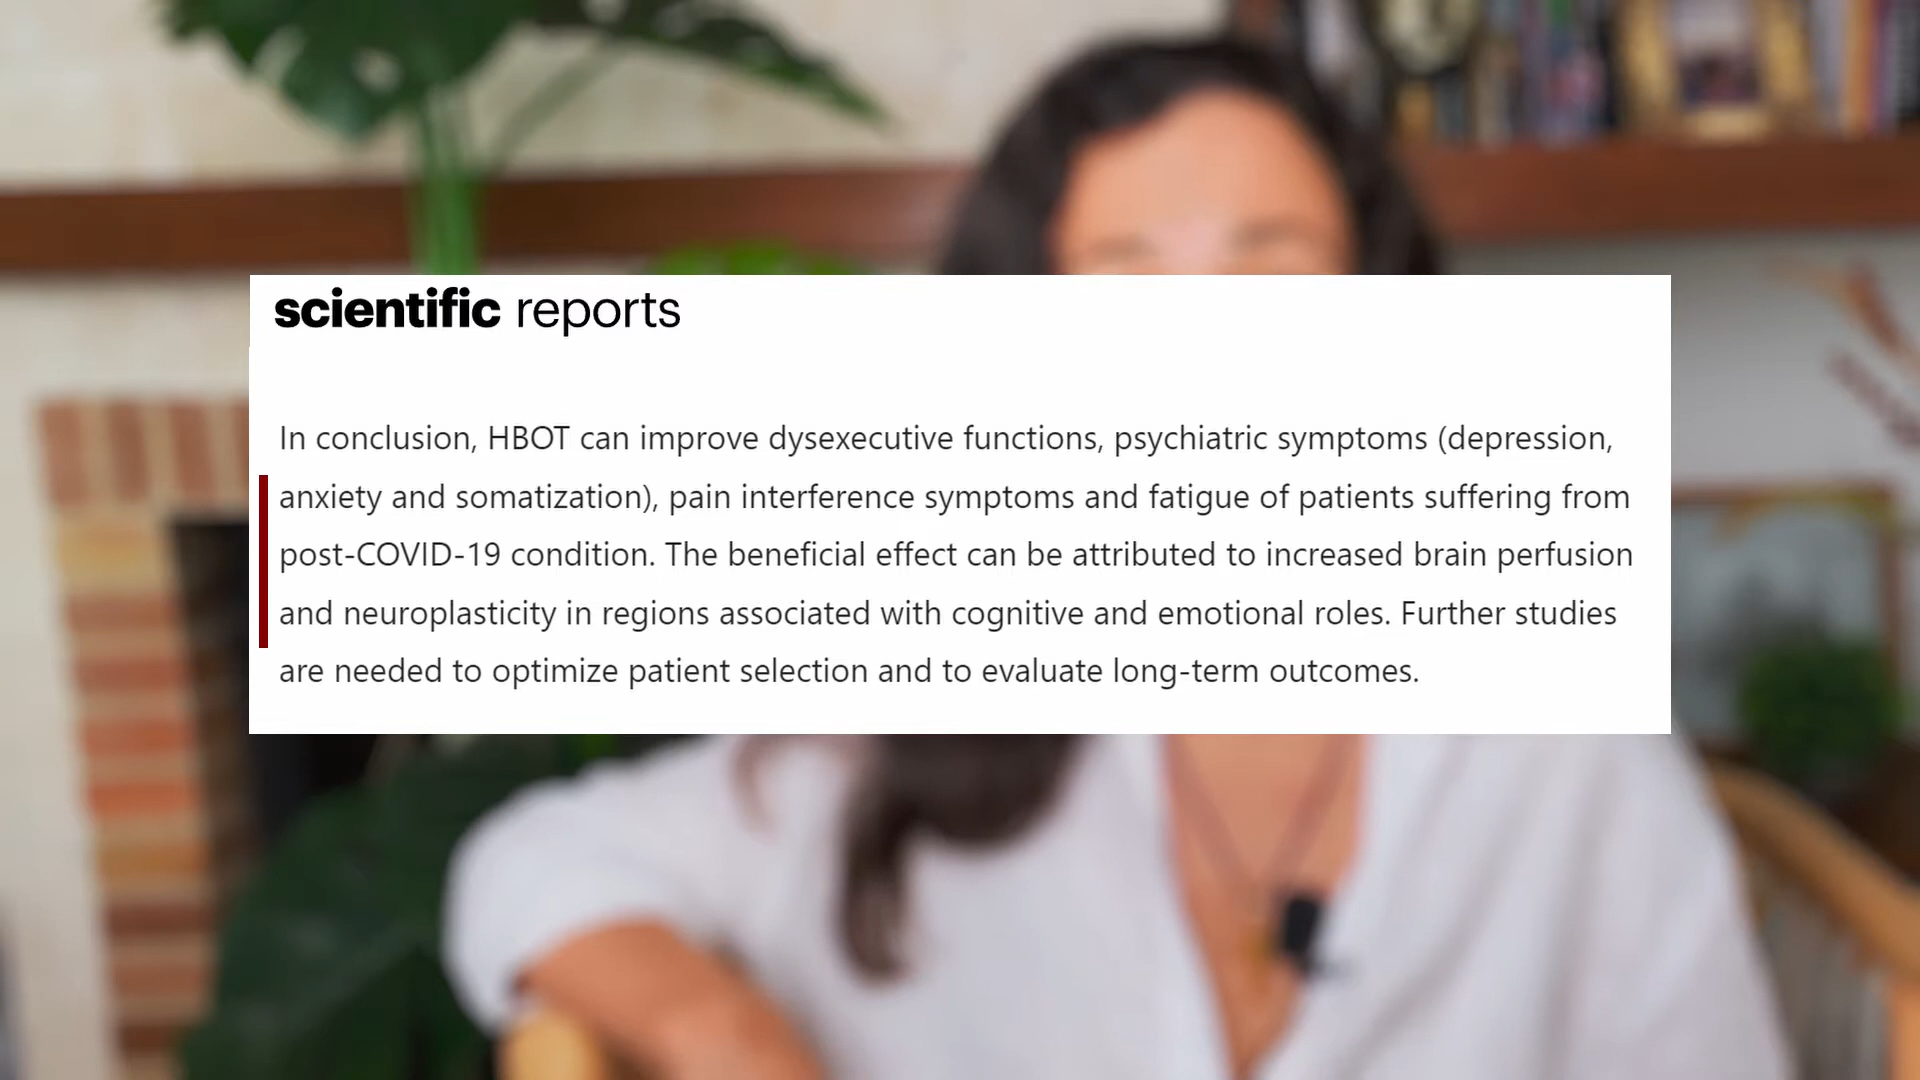 scientific reports
In conclusion, HBOT can improve dysexecutive functions, psychiatric symptoms (depression,
anxiety and somatization), pain interference symptoms and fatigue of patients suffering from
post-COVID-19 condition. The beneficial effect can be attributed to increased brain perfusion
and neuroplasticity in regions associated with cognitive and emotional roles. Further studies
are needed to optimize patient selection and to evaluate long-term outcomes.